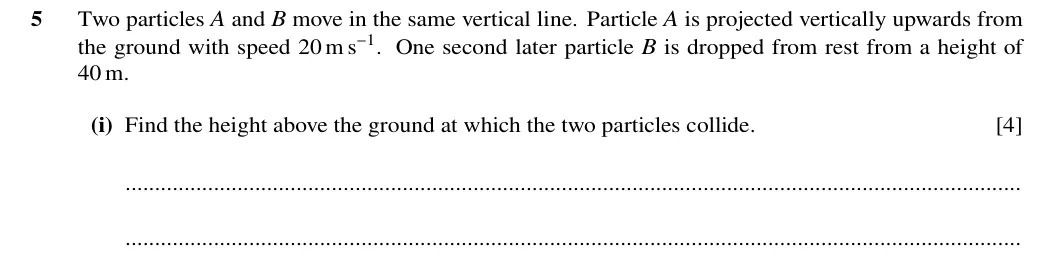 5 Two particles A and B move in the same vertical line. Particle A is projected vertically upwards from
the ground with speed 20 m s⁻¹. One second later particle B is dropped from rest from a height of
40 m.
(i) Find the height above the ground at which the two particles collide. [4]